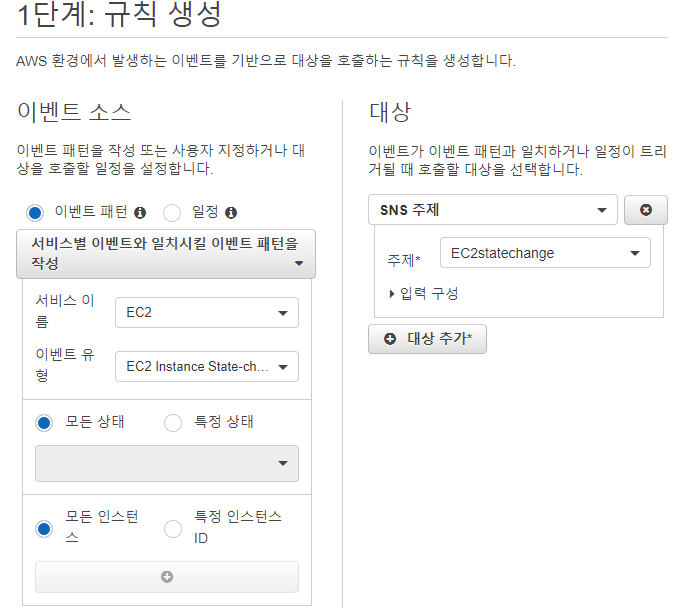 1단계: 규칙 생성
AWS 환경에서 발생하는 이벤트를 기반으로 대상을 호출하는 규칙을 생성합니다.
이벤트 소스
이벤트 패턴을 작성 또는 사용자 지정하거나 대
상을 호출할 일정을 설정합니다.
이벤트 패턴 일정
서비스별 이벤트와 일치시킬 이벤트 패턴을
작성
서비스 이
름
EC2
이벤트 유
형
EC2 Instance State-ch...
모든 상태 특정 상태
모든 인스턴
스
특정 인스턴스
ID
대상
이벤트가 이벤트 패턴과 일치하거나 일정이 트리
거될 때 호출할 대상을 선택합니다.
SNS 주제
주제* EC2statechange
입력 구성
대상 추가*